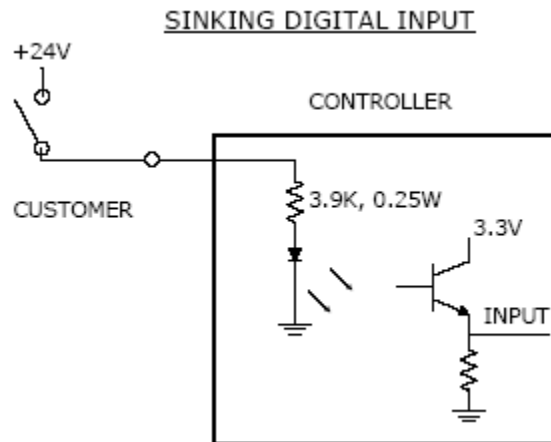 SINKING DIGITAL INPUT
+24V
CONTROLLER
3.9K, 0.25W
CUSTOMER
3.3V
INPUT